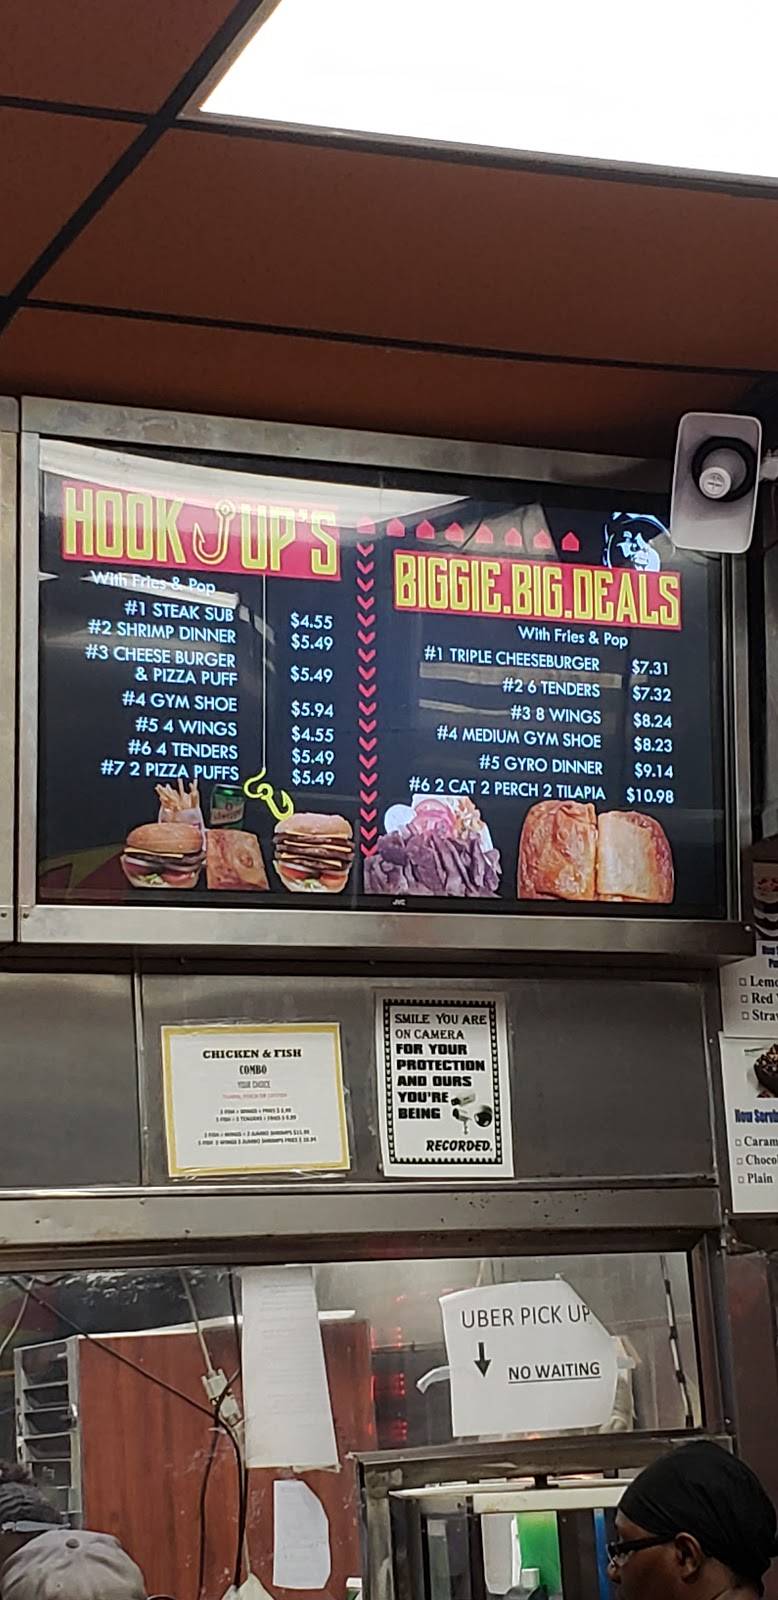 HOOK UP'S
With Fries & Pop
#1 STEAK SUB $4.55
#2 SHRIMP DINNER $5.49
#3 CHEESE BURGER
& PIZZA PUFF $5.49
#4 GYM SHOE $5.94
#5 4 WINGS $4.55
#6 4 TENDERS $5.49
#7 2 PIZZA PUFFS $5.49
BIGGIE.BIG.DEALS
With Fries & Pop
#1 TRIPLE CHEESEBURGER $7.31
#2 6 TENDERS $7.32
#3 8 WINGS $8.24
#4 MEDIUM GYM SHOE $8.23
#5 GYRO DINNER $9.14
#6 2 CAT 2 PERCH 2 TILAPIA $10.98
JVC
CHICKEN & FISH
COMBO
YOUR CHOICE
SMILE YOU ARE
ON CAMERA
FOR YOUR
PROTECTION
AND OURS
YOU'RE
BEING
RECORDED.
Red
Plain
UBER PICK UP
NO WAITING